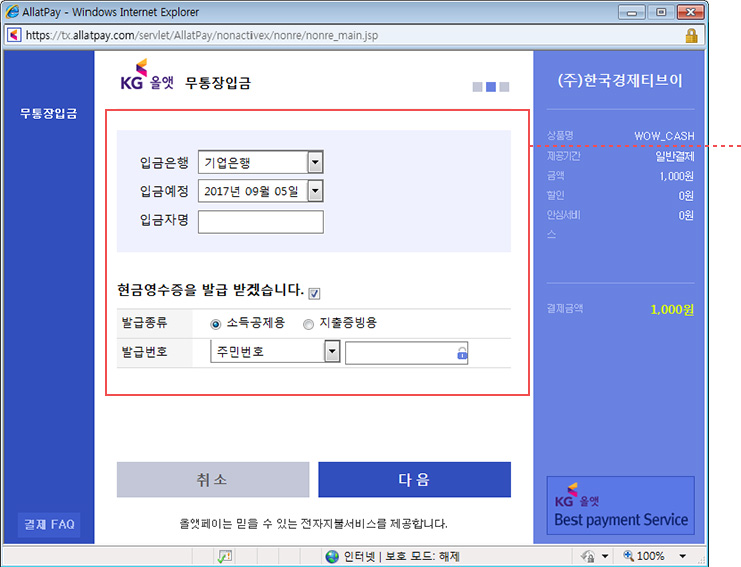 AllatPay - Windows Internet Explorer
https://tx.allatpay.com/servlet/AllatPay/nonactivex/nonre/nonre_main.jsp
무통장입금
KG 올앳 무통장입금
입금은행 기업은행
입금예정 2017년 09월 05일
입금자명
현금영수증을 발급 받겠습니다.
발급종류 소득공제용 지출증빙용
발급번호 주민번호
취소 다음
올앳페이는 믿을 수 있는 전자지불서비스를 제공합니다.
결제 FAQ
(주)한국경제티브이
상품명 WOW_CASH
제공기간 일반결제
금액 1,000원
할인 0원
안심서비 0원
스
결제금액 1,000원
KG 올앳
Best payment Service
인터넷 | 보호 모드: 해제
100%